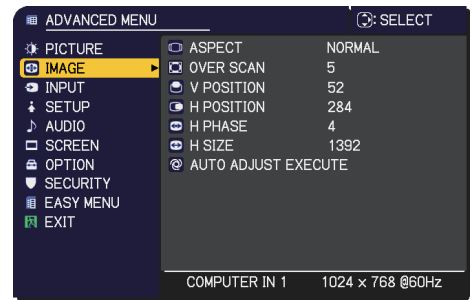 ADVANCED MENU : SELECT
PICTURE
IMAGE
INPUT
SETUP
AUDIO
SCREEN
OPTION
SECURITY
EASY MENU
EXIT
ASPECT NORMAL
OVER SCAN 5
V POSITION 52
H POSITION 284
H PHASE 4
H SIZE 1392
AUTO ADJUST EXECUTE
COMPUTER IN 1 1024 × 768 @60Hz